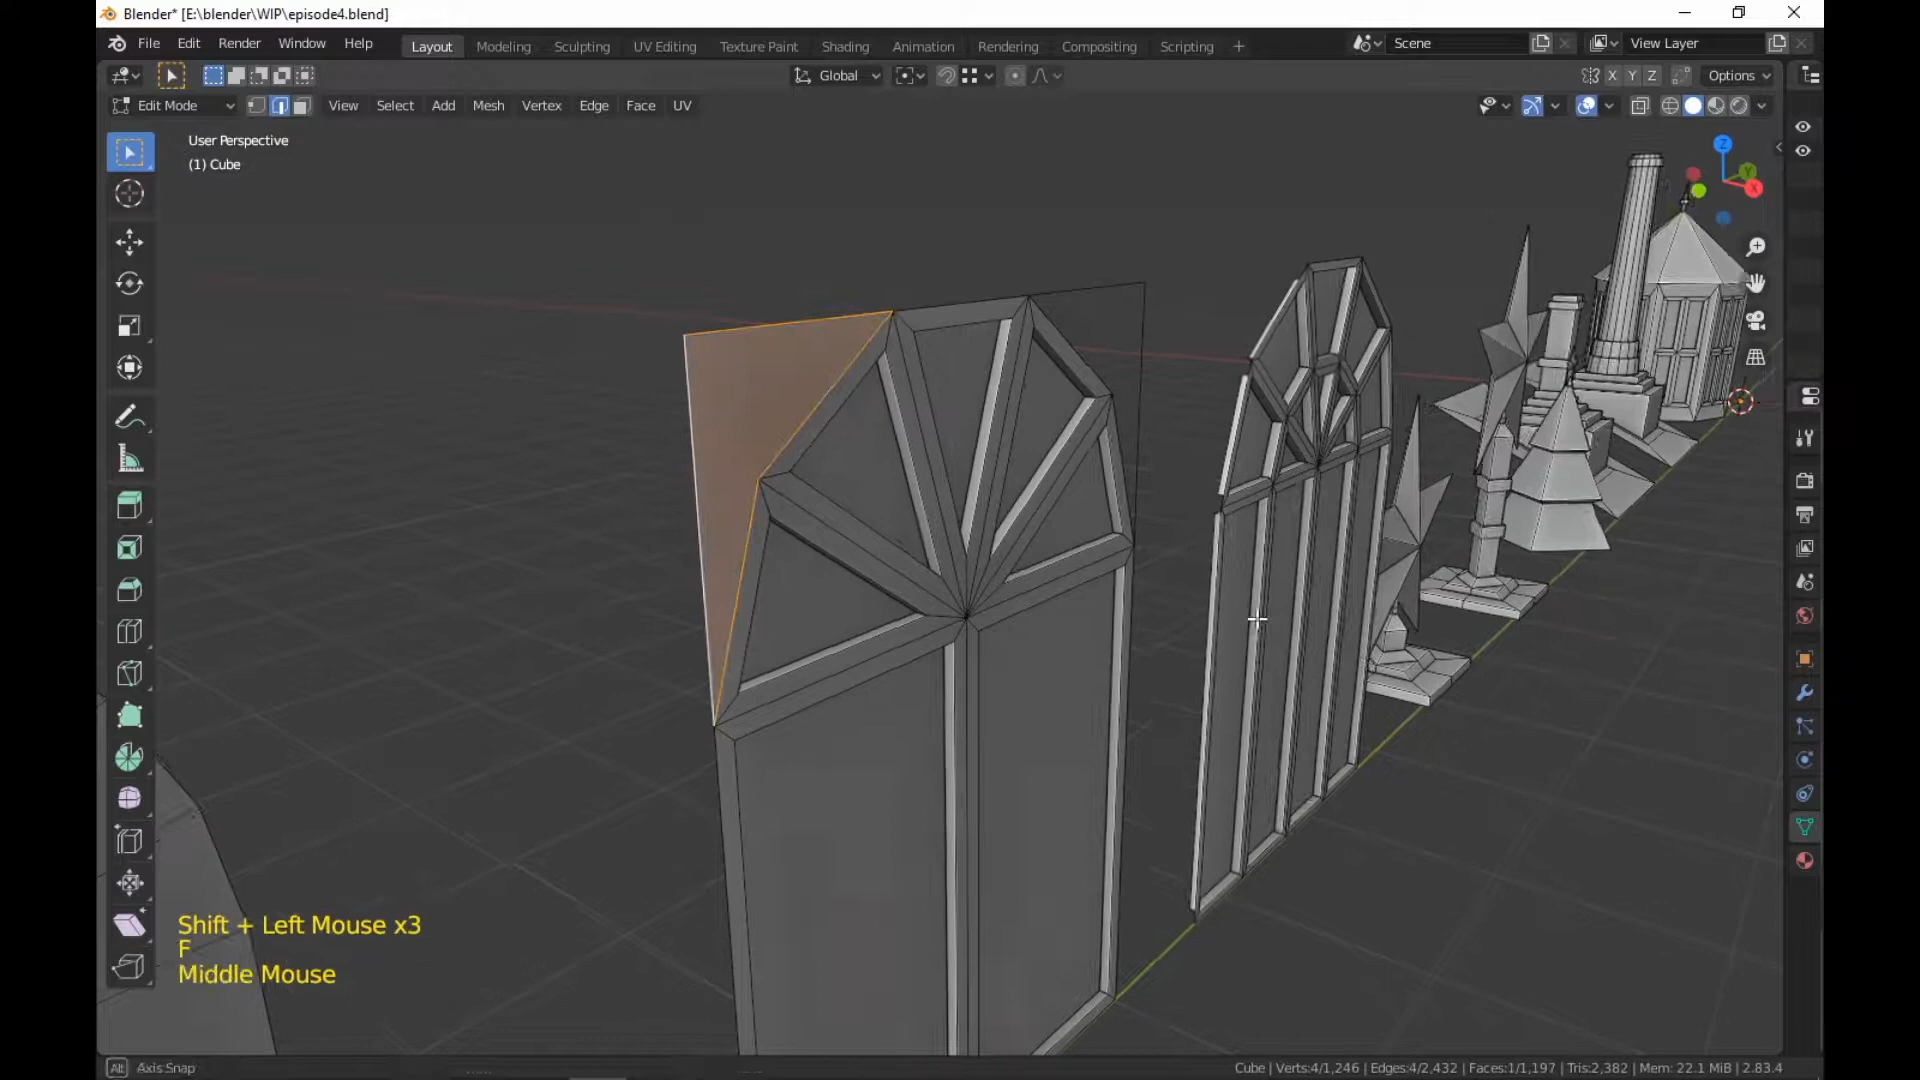 Blender* [E:\blender\WIP\episode4.blend]
File Edit Render Window Help Layout Modeling Sculpting UV Editing Texture Paint Shading Animation Rendering Compositing Scripting + Scene View Layer
Global X Y Z Options
Edit Mode View Select Add Mesh Vertex Edge Face UV
User Perspective
(1) Cube
Z
Y
X
Shift + Left Mouse x3
F
Middle Mouse
Alt Axis Snap Cube | Verts:4/1,246 | Edges:4/2,432 | Faces:1/1,197 | Tris:2,382 | Mem: 22.1 MiB | 2.83.4